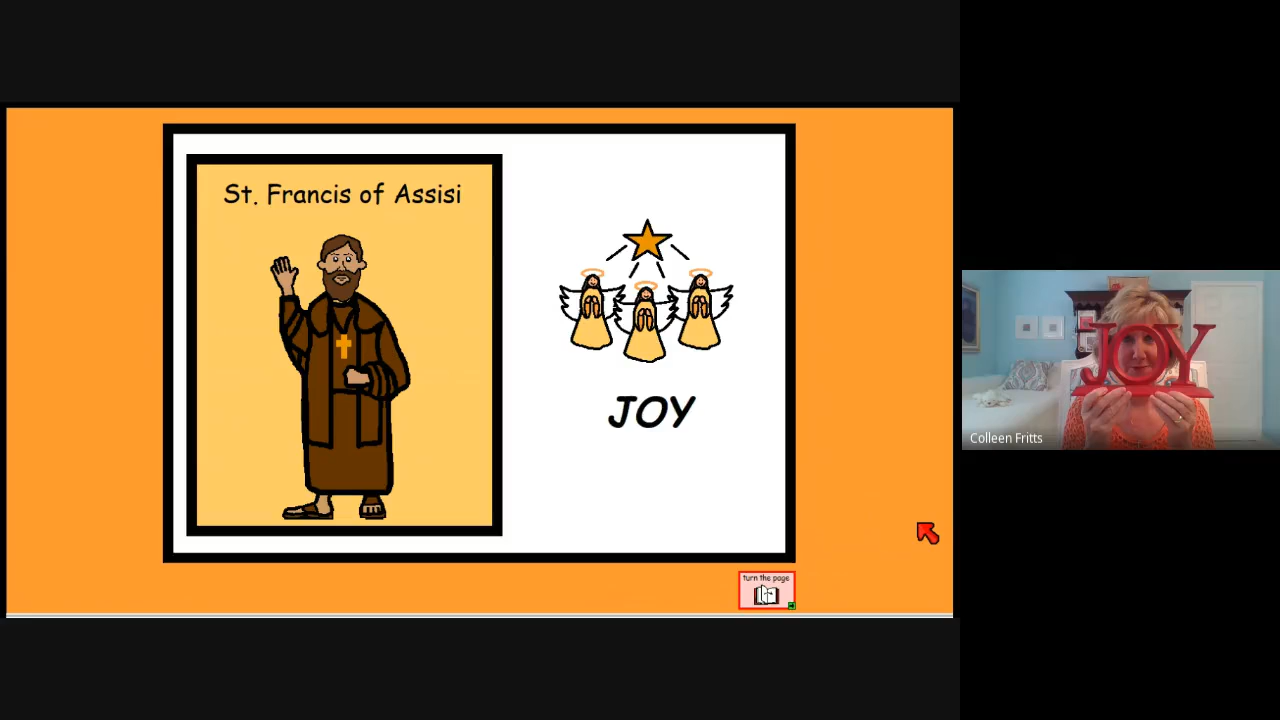 St. Francis of Assisi
JOY
turn the page
JOY
Colleen Fritts